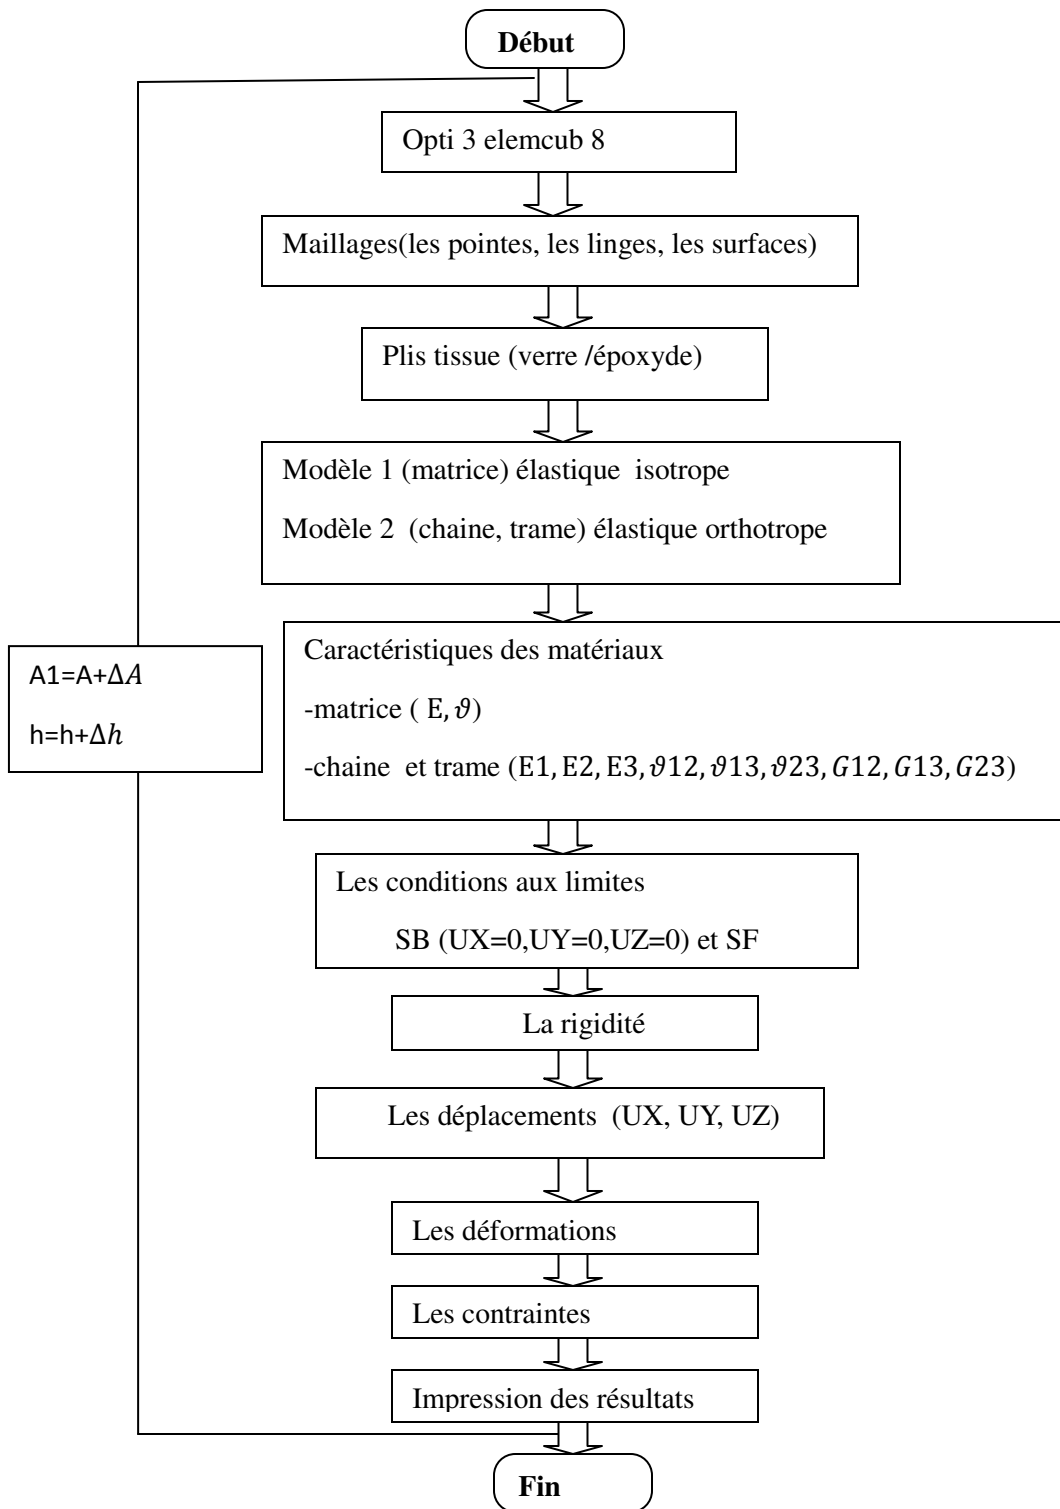 Début
Opti 3 elemcub 8
Maillages(les pointes, les linges, les surfaces)
Plis tissue (verre /époxyde)
Modèle 1 (matrice) élastique isotrope
Modèle 2 (chaine, trame) élastique orthotrope
Caractéristiques des matériaux
-matrice ( E, ϑ)
-chaine et trame (E1, E2, E3, ϑ12, ϑ13, ϑ23, G12, G13, G23)
A1=A+ΔA
h=h+Δh
Les conditions aux limites
SB (UX=0,UY=0,UZ=0) et SF
La rigidité
Les déplacements (UX, UY, UZ)
Les déformations
Les contraintes
Impression des résultats
Fin